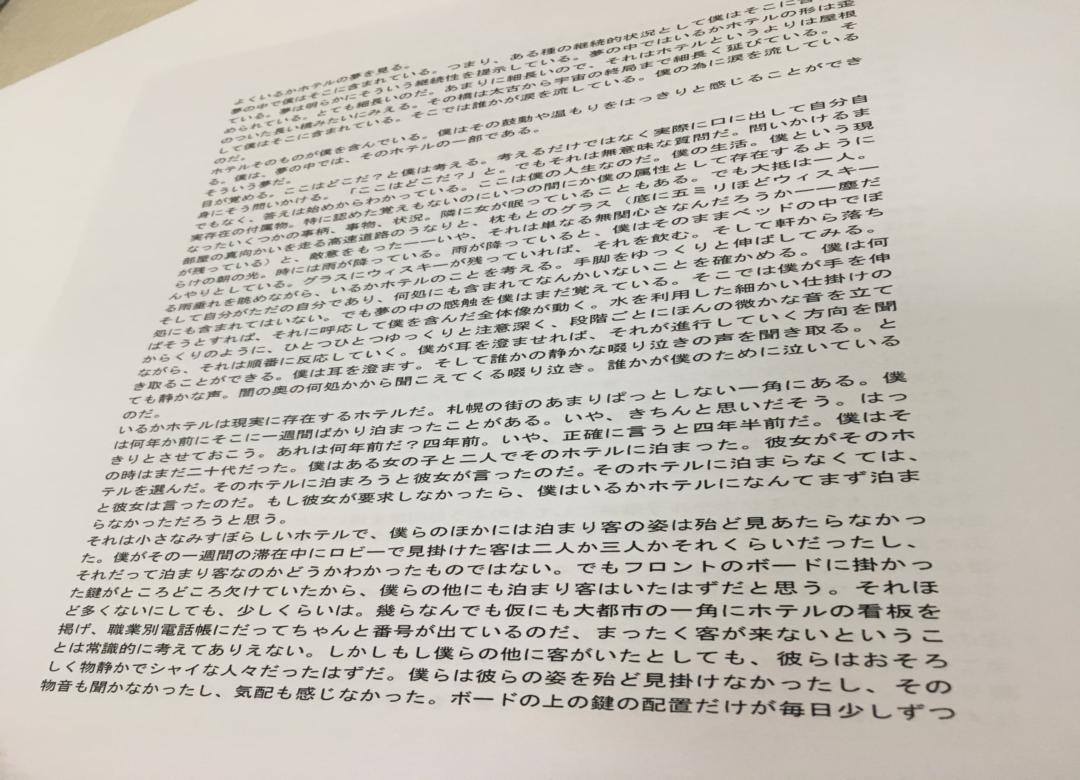 よくいるかホテルの夢を見る。
夢の中で僕はそこに含まれている。つまり、ある種の継続的状況として僕はそこに含
ている。夢は明らかにそういう継続性を提示している。夢の中ではいるかホテルの形は歪
められている。とても細長いのだ。あまりに細長いので、それはホテルというよりは屋根
のついた長い橋みたいにみえる。その橋は太古から宇宙の終局まで細長く延びている。そ
して僕はそこに含まれている。そこでは誰かが涙を流している。僕の為に涙を流している
のだ。
ホテルそのものが僕を含んでいる。僕はその鼓動や温もりをはっきりと感じることができ
る。僕は、夢の中では、そのホテルの一部である。
そういう夢だ。
目が覚める。ここはどこだ?と僕は考える。考えるだけではなく実際に口に出して自分自
身にそう問いかける。「ここはどこだ?」と。でもそれは無意味な質問だ。問いかけるま
でもなく、答えは始めからわかっている。ここは僕の人生なのだ。僕の生活。僕という現
実存在の付属物。特に認めた覚えもないのにいつの間にか僕の属性として存在するように
なったいくつかの事柄、事物、状況。隣に女が眠っていることもある。でも大抵は一人。
部屋の真向かいを走る高速道路のうなりと、枕もとのグラス(底に五ミリほどウィスキー
が残っている)と、敵意をもった——いや、それは単なる無関心さなんだろうか——塵だ
らけの朝の光。時には雨が降っている。雨が降っていると、僕はそのままベッドの中でぼ
んやりとしている。グラスにウィスキーが残っていれば、それを飲む。そして軒から落ち
る雨垂れを眺めながら、いるかホテルのことを考える。手脚をゆっくりと伸ばしてみる。
そして自分がただの自分であり、何処にも含まれてなんかいないことを確かめる。僕は何
処にも含まれてはいない。でも夢の中の感触を僕はまだ覚えている。そこでは僕が手を伸
ばそうとすれば、それに呼応して僕を含んだ全体像が動く。水を利用した細かい仕掛けの
からくりのように、ひとつひとつゆっくりと注意深く、段階ごとにほんの微かな音を立て
ながら、それは順番に反応していく。僕が耳を澄ませれば、それが進行していく方向を聞
き取ることができる。僕は耳を澄ます。そして誰かの静かな啜り泣きの声を聞き取る。と
ても静かな声。闇の奥の何処かから聞こえてくる啜り泣き。誰かが僕のために泣いている
のだ。
いるかホテルは現実に存在するホテルだ。札幌の街のあまりぱっとしない一角にある。僕
は何年か前にそこに一週間ばかり泊まったことがある。いや、きちんと思いだそう。はっ
きりとさせておこう。あれは何年前だ?四年前。いや、正確に言うと四年半前だ。僕はそ
の時はまだ二十代だった。僕はある女の子と二人でそのホテルに泊まった。彼女がそのホ
テルを選んだ。そのホテルに泊まろうと彼女が言ったのだ。そのホテルに泊まらなくては、
と彼女は言ったのだ。もし彼女が要求しなかったら、僕はいるかホテルになんてまず泊ま
らなかっただろうと思う。
それは小さなみすぼらしいホテルで、僕らのほかには泊まり客の姿は殆ど見あたらなかっ
た。僕がその一週間の滞在中にロビーで見掛けた客は二人か三人かそれくらいだったし、
それだって泊まり客なのかどうかわかったものではない。でもフロントのボードに掛かっ
た鍵がところどころ欠けていたから、僕らの他にも泊まり客はいたはずだと思う。それほ
ど多くないにしても、少しくらいは。幾らなんでも仮にも大都市の一角にホテルの看板を
掲げ、職業別電話帳にだってちゃんと番号が出ているのだ、まったく客が来ないというこ
とは常識的に考えてありえない。しかしもし僕らの他に客がいたとしても、彼らはおそろ
しく物静かでシャイな人々だったはずだ。僕らは彼らの姿を殆ど見掛けなかったし、その
物音も聞かなかったし、気配も感じなかった。ボードの上の鍵の配置だけが毎日少しずつ